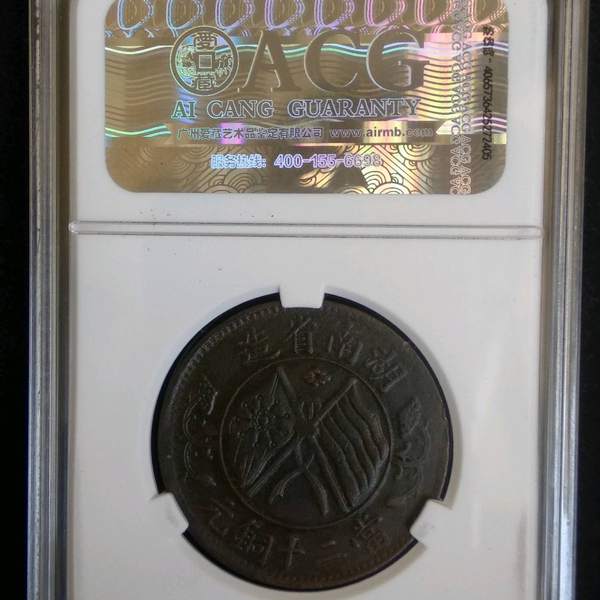 ACG
AI CANG GUARANTY
广州爱藏艺术品鉴定有限公司 www.airmb.com
服务热线：400-155-6698
湖南省造
當二十銅元